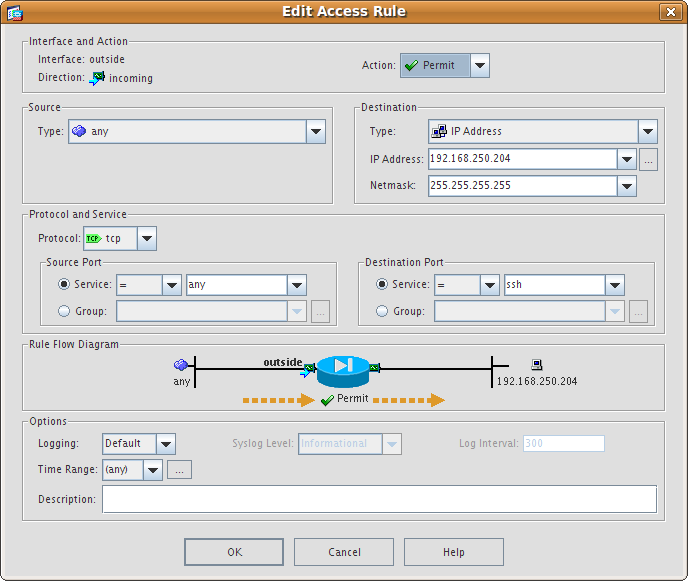 Edit Access Rule
Interface and Action
Interface: outside
Direction: incoming
Action: Permit
Source
Type: any
Destination
Type: IP Address
IP Address: 192.168.250.204 ...
Netmask: 255.255.255.255
Protocol and Service
Protocol: TCP tcp
Source Port
Service: = any
Group: ...
Destination Port
Service: = ssh
Group: ...
Rule Flow Diagram
outside
any
192.168.250.204
Permit
Options
Logging: Default Syslog Level: Informational Log Interval: 300
Time Range: (any) ...
Description:
OK Cancel Help